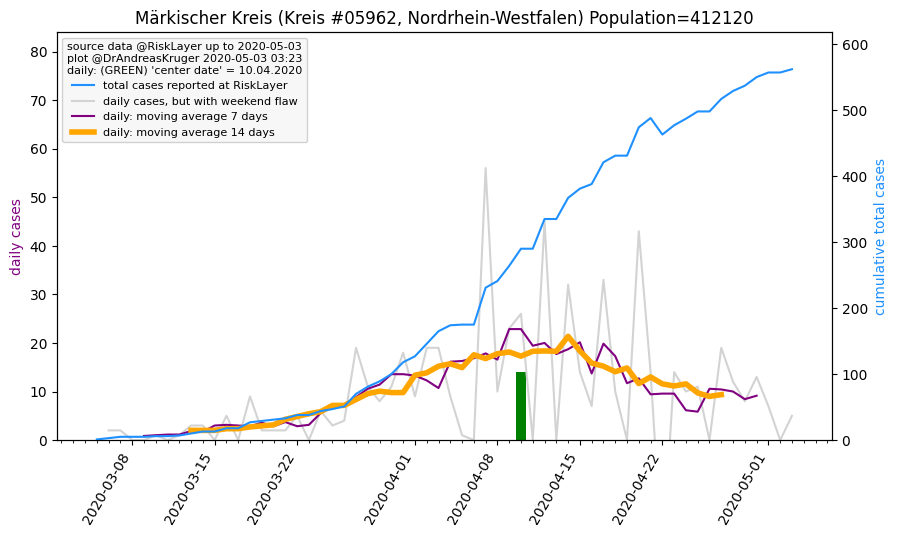 Märkischer Kreis (Kreis #05962, Nordrhein-Westfalen) Population=412120
source data @RiskLayer up to 2020-05-03
plot @DrAndreasKruger 2020-05-03 03:23
daily: (GREEN) 'center date' = 10.04.2020
total cases reported at RiskLayer
daily cases, but with weekend flaw
daily: moving average 7 days
daily: moving average 14 days
daily cases
80
70
60
50
40
30
20
10
0
cumulative total cases
600
500
400
300
200
100
0
2020-03-08
2020-03-15
2020-03-22
2020-04-01
2020-04-08
2020-04-15
2020-04-22
2020-05-01